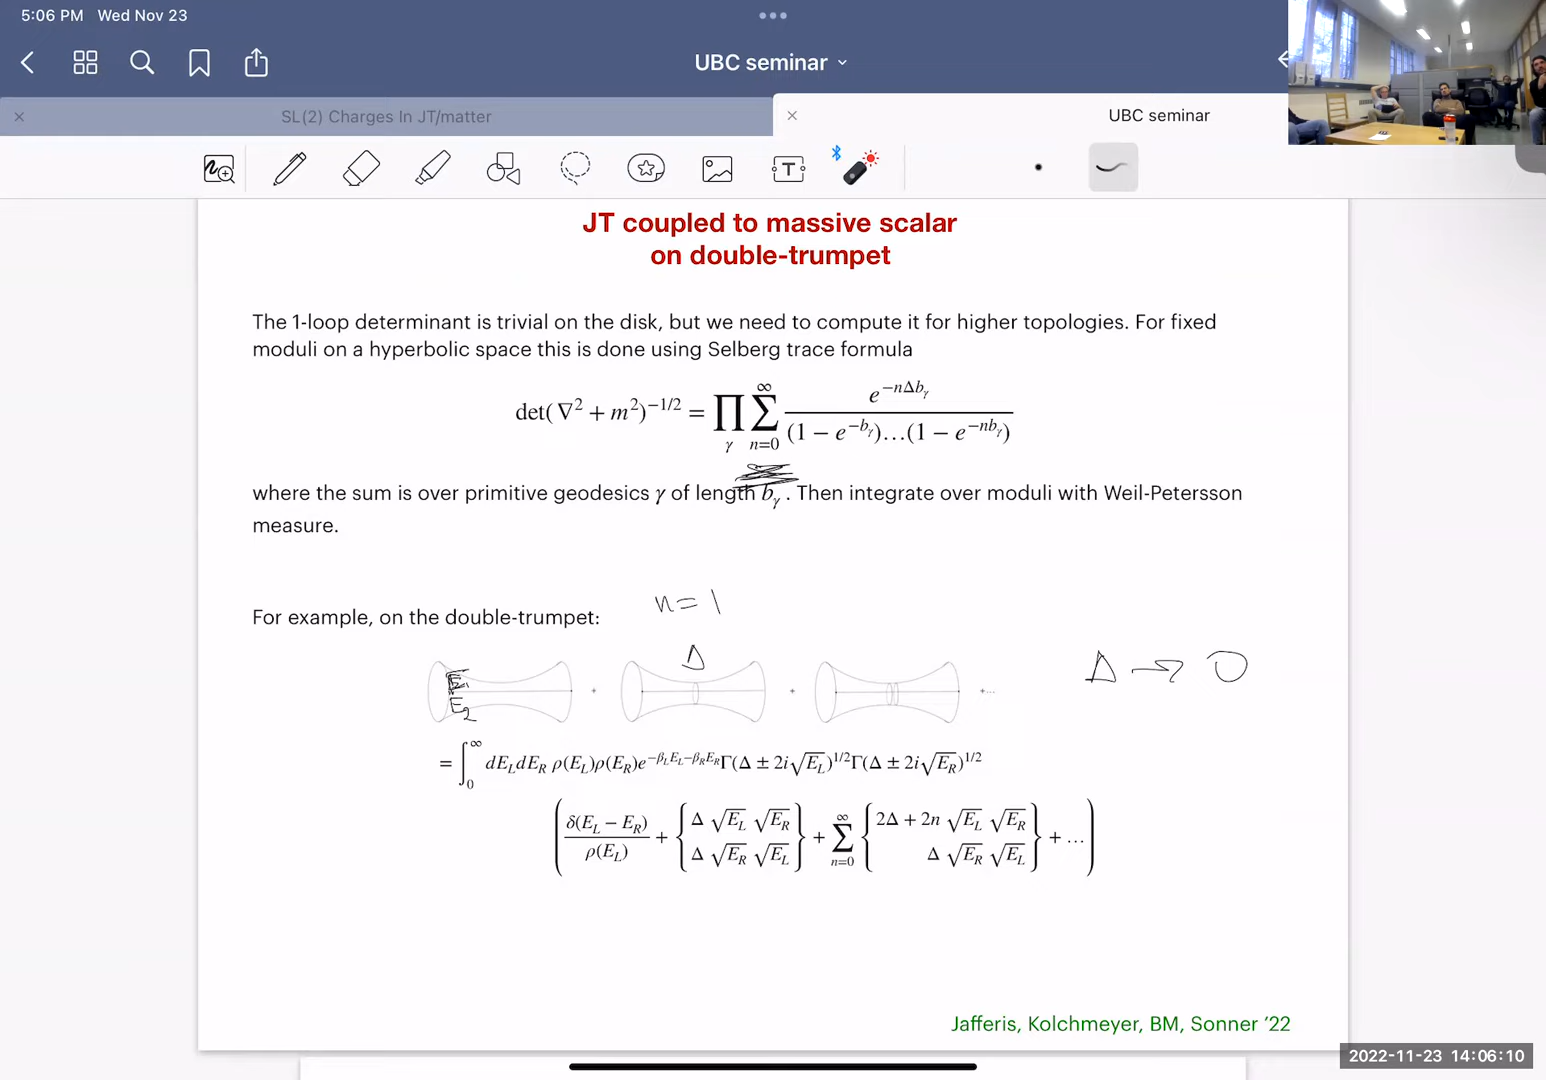 5:06 PM Wed Nov 23
UBC seminar
SL(2) Charges In JT/matter
UBC seminar
T
JT coupled to massive scalar
on double-trumpet
The 1-loop determinant is trivial on the disk, but we need to compute it for higher topologies. For fixed
moduli on a hyperbolic space this is done using Selberg trace formula
det(∇² + m²)^{-1/2} = ∏_γ ∑_{n=0}^∞ e^{-nΔb_γ} / (1 − e^{-b_γ})…(1 − e^{-nb_γ})
where the sum is over primitive geodesics γ of length b_γ. Then integrate over moduli with Weil-Petersson
measure.
For example, on the double-trumpet:
n = 1
Δ
Δ → 0
E₂
+ + +...
= ∫_0^∞ dE_L dE_R ρ(E_L)ρ(E_R)e^{-β_L E_L − β_R E_R} Γ(Δ ± 2i√E_L)^{1/2} Γ(Δ ± 2i√E_R)^{1/2}
( δ(E_L − E_R) / ρ(E_L) + { Δ √E_L √E_R ; Δ √E_R √E_L } + ∑_{n=0}^∞ { 2Δ + 2n √E_L √E_R ; Δ √E_R √E_L } + … )
Jafferis, Kolchmeyer, BM, Sonner ’22
2022-11-23 14:06:10